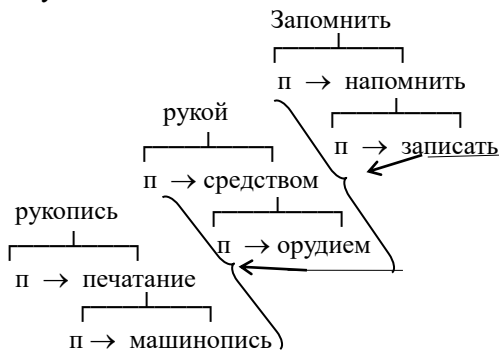 Запомнить
п → напомнить
рукой
п → записать
п → средством
рукопись
п → орудием
п → печатание
п → машинопись